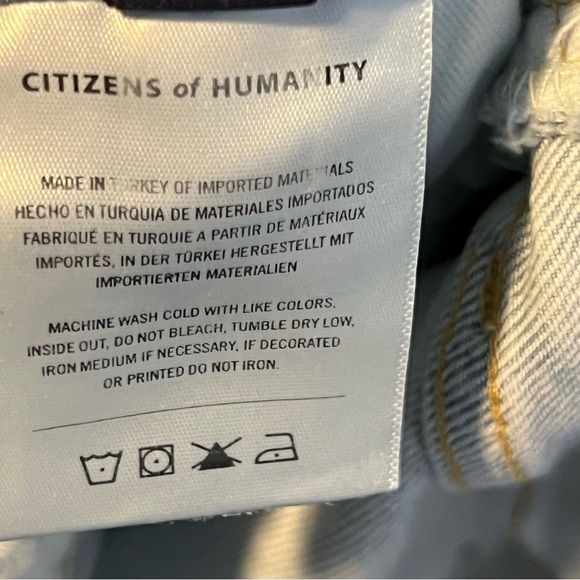 CITIZENS of HUMANITY
MADE IN TURKEY OF IMPORTED MATERIALS
HECHO EN TURQUIA DE MATERIALES IMPORTADOS
FABRIQUÉ EN TURQUIE A PARTIR DE MATÉRIAUX
IMPORTÉS, IN DER TÜRKEI HERGESTELLT MIT
IMPORTIERTEN MATERIALIEN
MACHINE WASH COLD WITH LIKE COLORS,
INSIDE OUT, DO NOT BLEACH, TUMBLE DRY LOW,
IRON MEDIUM IF NECESSARY, IF DECORATED
OR PRINTED DO NOT IRON.